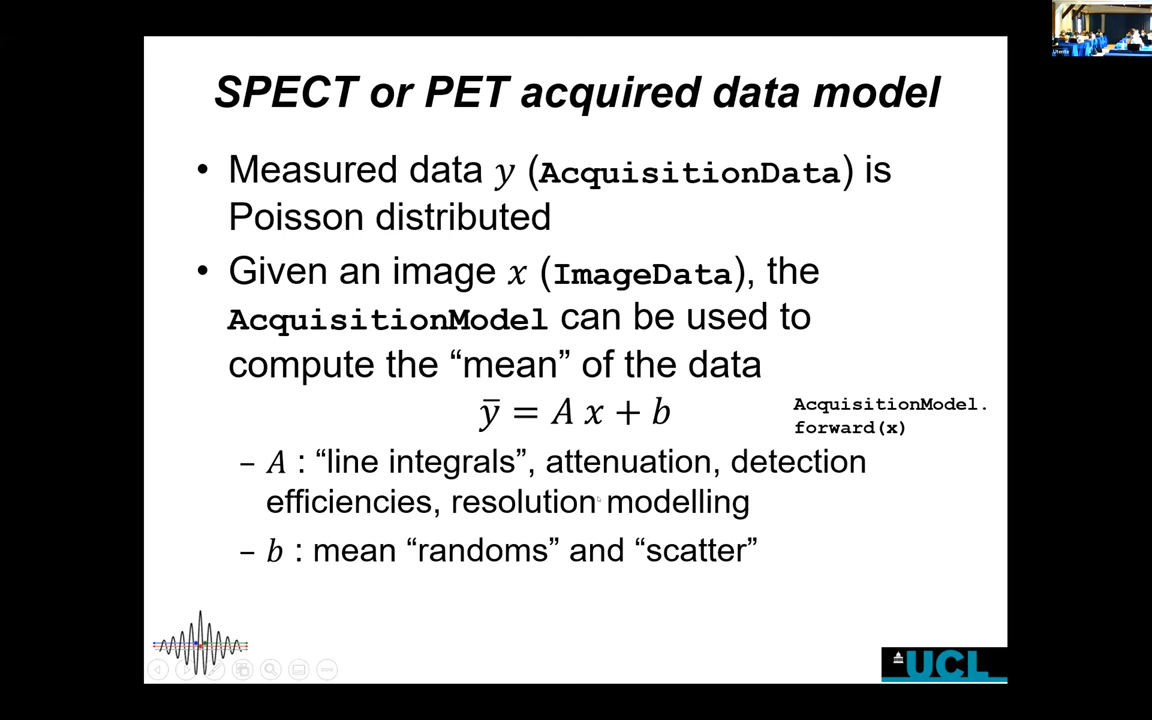 SPECT or PET acquired data model
• Measured data y (AcquisitionData) is
Poisson distributed
• Given an image x (ImageData), the
AcquisitionModel can be used to
compute the “mean” of the data
ȳ = A x + b
AcquisitionModel.
forward(x)
– A : “line integrals”, attenuation, detection
efficiencies, resolution modelling
– b : mean “randoms” and “scatter”
UCL